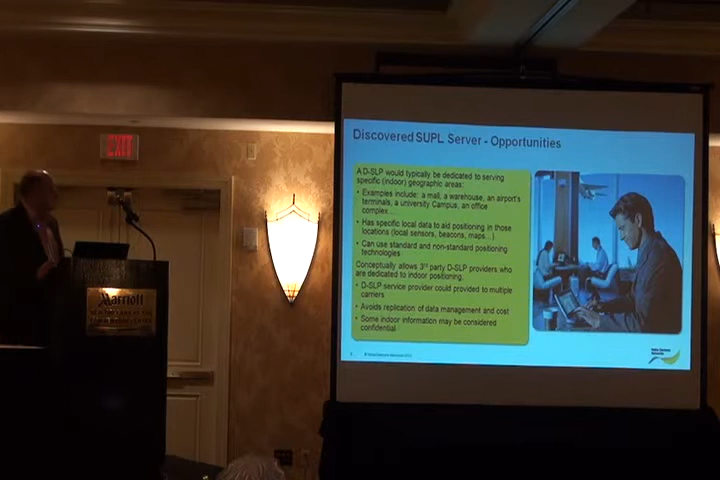 EXIT
Discovered SUPL Server - Opportunities
A D-SLP would typically be dedicated to serving
specific (indoor) geographic areas:
• Examples include: a mall, a warehouse, an airport's
terminals, a university Campus, an office
complex...
• Has specific local data to aid positioning in those
locations (local sensors, beacons, maps...)
• Can use standard and non-standard positioning
technologies
Conceptually allows 3rd party D-SLP providers who
are dedicated to indoor positioning.
• D-SLP service provider could provided to multiple
carriers
• Avoids replication of data management and cost
• Some indoor information may be considered
confidential
Nokia Siemens
Networks
Marriott